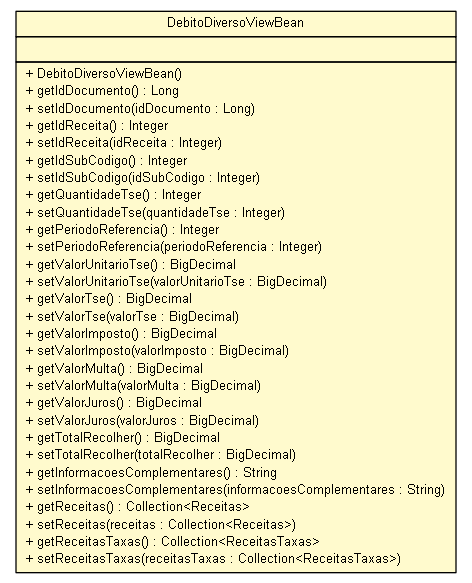 DebitoDiversoViewBean
+ DebitoDiversoViewBean()
+ getIdDocumento() : Long
+ setIdDocumento(idDocumento : Long)
+ getIdReceita() : Integer
+ setIdReceita(idReceita : Integer)
+ getIdSubCodigo() : Integer
+ setIdSubCodigo(idSubCodigo : Integer)
+ getQuantidadeTse() : Integer
+ setQuantidadeTse(quantidadeTse : Integer)
+ getPeriodoReferencia() : Integer
+ setPeriodoReferencia(periodoReferencia : Integer)
+ getValorUnitarioTse() : BigDecimal
+ setValorUnitarioTse(valorUnitarioTse : BigDecimal)
+ getValorTse() : BigDecimal
+ setValorTse(valorTse : BigDecimal)
+ getValorImposto() : BigDecimal
+ setValorImposto(valorImposto : BigDecimal)
+ getValorMulta() : BigDecimal
+ setValorMulta(valorMulta : BigDecimal)
+ getValorJuros() : BigDecimal
+ setValorJuros(valorJuros : BigDecimal)
+ getTotalRecolher() : BigDecimal
+ setTotalRecolher(totalRecolher : BigDecimal)
+ getInformacoesComplementares() : String
+ setInformacoesComplementares(informacoesComplementares : String)
+ getReceitas() : Collection<Receitas>
+ setReceitas(receitas : Collection<Receitas>)
+ getReceitasTaxas() : Collection<ReceitasTaxas>
+ setReceitasTaxas(receitasTaxas : Collection<ReceitasTaxas>)